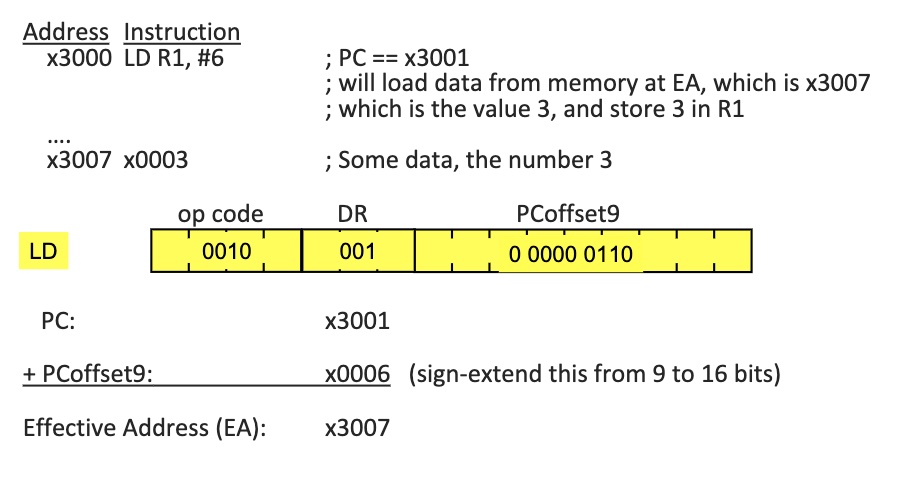 Address Instruction
x3000 LD R1, #6 ; PC == x3001
; will load data from memory at EA, which is x3007
; which is the value 3, and store 3 in R1
....
x3007 x0003 ; Some data, the number 3
op code DR PCoffset9
LD 0010 001 0 0000 0110
PC: x3001
+ PCoffset9: x0006 (sign-extend this from 9 to 16 bits)
Effective Address (EA): x3007